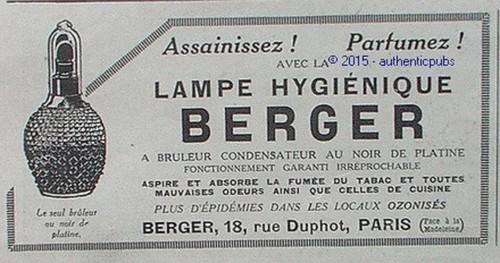 Assainissez ! Parfumez !
AVEC LA
© 2015 - authenticpubs
LAMPE HYGIÉNIQUE
BERGER
A BRULEUR CONDENSATEUR AU NOIR DE PLATINE
FONCTIONNEMENT GARANTI IRRÉPROCHABLE
ASPIRE ET ABSORBE LA FUMÉE DU TABAC ET TOUTES
MAUVAISES ODEURS AINSI QUE CELLES DE CUISINE
PLUS D'ÉPIDÉMIES DANS LES LOCAUX OZONISÉS
BERGER, 18, rue Duphot, PARIS (Face à la Madeleine)
Le seul brûleur
au noir de
platine.